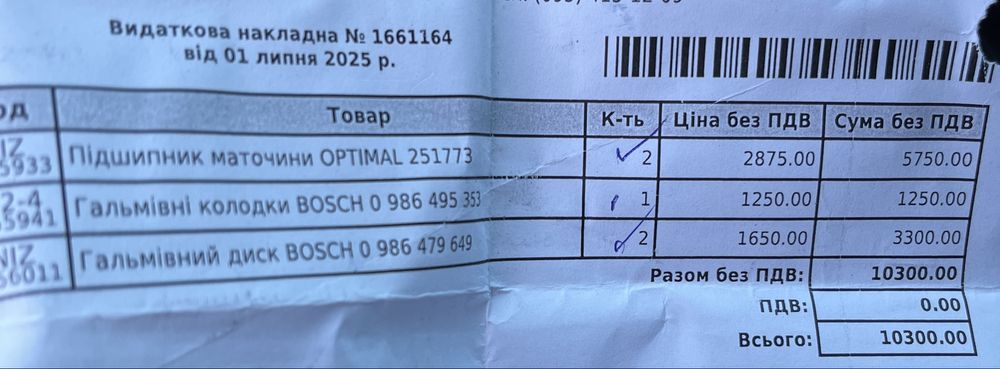 Видаткова накладна № 1661164
від 01 липня 2025 р.
Товар К-ть Ціна без ПДВ Сума без ПДВ
Підшипник маточини OPTIMAL 251773 2 2875.00 5750.00
5933
Гальмівні колодки BOSCH 0 986 495 353 1 1250.00 1250.00
5941
Гальмівний диск BOSCH 0 986 479 649 2 1650.00 3300.00
6011
Разом без ПДВ: 10300.00
ПДВ: 0.00
Всього: 10300.00